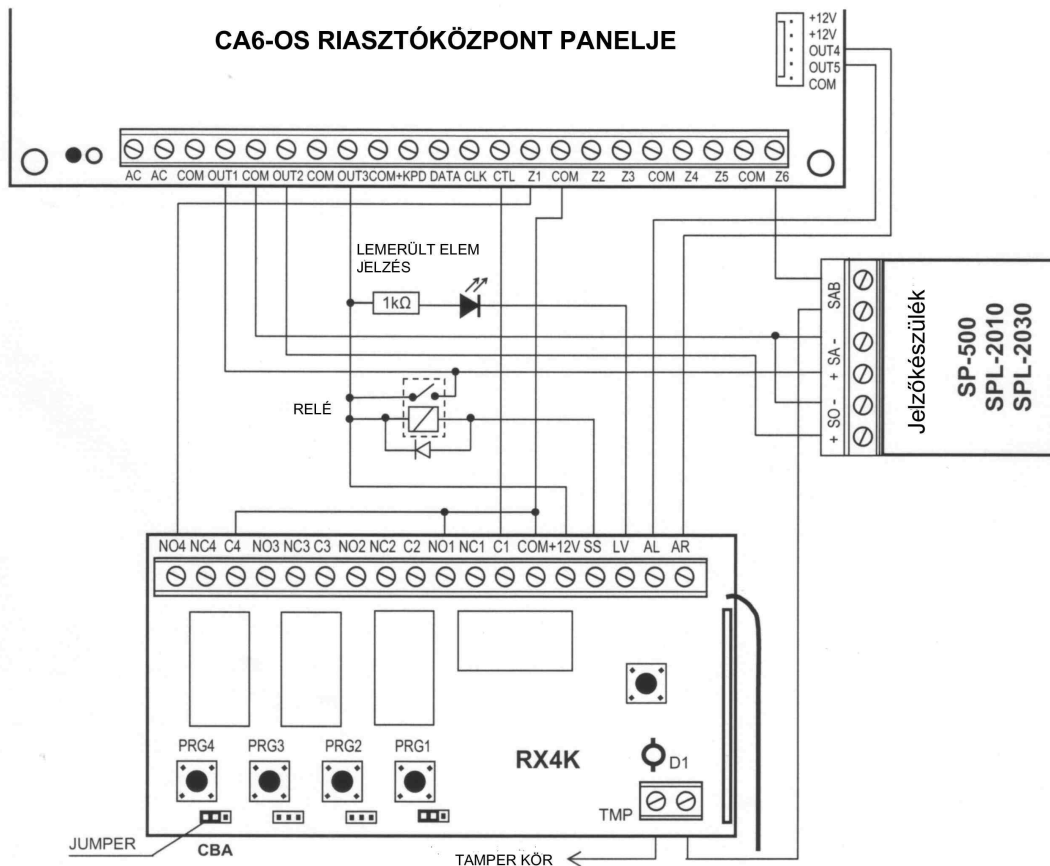 CA6-OS RIASZTÓKÖZPONT PANELJE
+12V
+12V
OUT4
OUT5
COM
AC AC COM OUT1 COM OUT2 COM OUT3 COM +KPD DATA CLK CTL Z1 COM Z2 Z3 COM Z4 Z5 COM Z6
LEMERÜLT ELEM
JELZÉS
1kΩ
RELÉ
SAB
+ SA -
+ SO -
Jelzőkészülék
SP-500
SPL-2010
SPL-2030
NO4 NC4 C4 NO3 NC3 C3 NO2 NC2 C2 NO1 NC1 C1 COM +12V SS LV AL AR
PRG4 PRG3 PRG2 PRG1
RX4K
D1
TMP
JUMPER
CBA
TAMPER KÖR